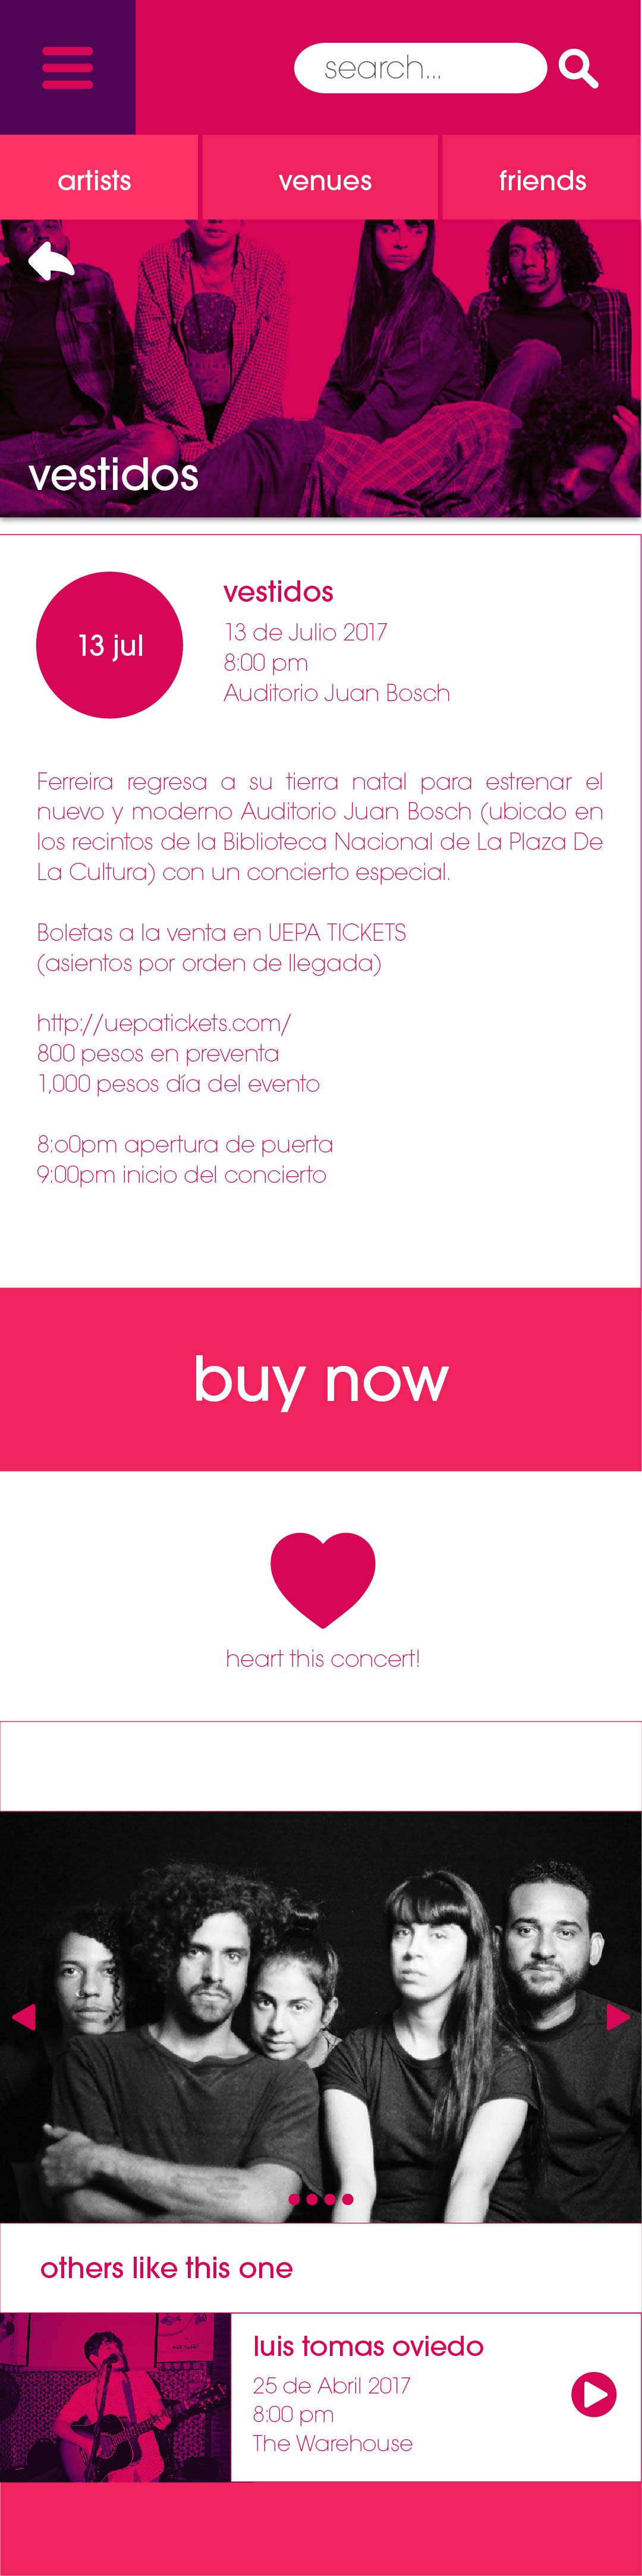 search...
artists
venues
friends
vestidos
13 jul
vestidos
13 de Julio 2017
8:00 pm
Auditorio Juan Bosch
Ferreira regresa a su tierra natal para estrenar el
nuevo y moderno Auditorio Juan Bosch (ubicdo en
los recintos de la Biblioteca Nacional de La Plaza De
La Cultura) con un concierto especial.
Boletas a la venta en UEPA TICKETS
(asientos por orden de llegada)
http://uepatickets.com/
800 pesos en preventa
1,000 pesos día del evento
8:o0pm apertura de puerta
9:00pm inicio del concierto
buy now
heart this concert!
others like this one
luis tomas oviedo
25 de Abril 2017
8:00 pm
The Warehouse